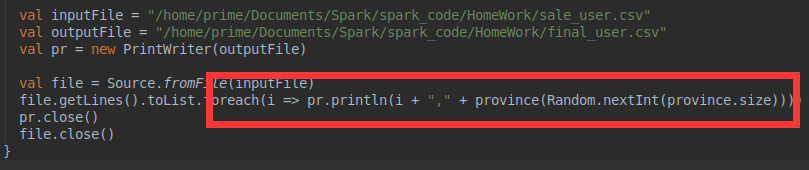 val inputFile = "/home/prime/Documents/Spark/spark_code/HomeWork/sale_user.csv"
val outputFile = "/home/prime/Documents/Spark/spark_code/HomeWork/final_user.csv"
val pr = new PrintWriter(outputFile)
val file = Source.fromFile(inputFile)
file.getLines().toList.foreach(i => pr.println(i + "," + province(Random.nextInt(province.size))))
pr.close()
file.close()
}